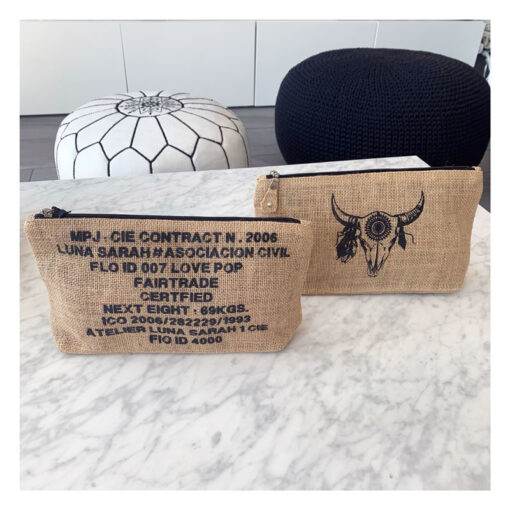 MPJ - CIE CONTRACT N. 2006
LUNA SARAH # ASOCIACION CIVIL
FLO ID 007 LOVE POP
FAIRTRADE
CERTFIED
NEXT EIGHT : 69KGS.
ICO 2006/282229/1993
ATELIER LUNA SARAH 1 CIE
FIO ID 4000